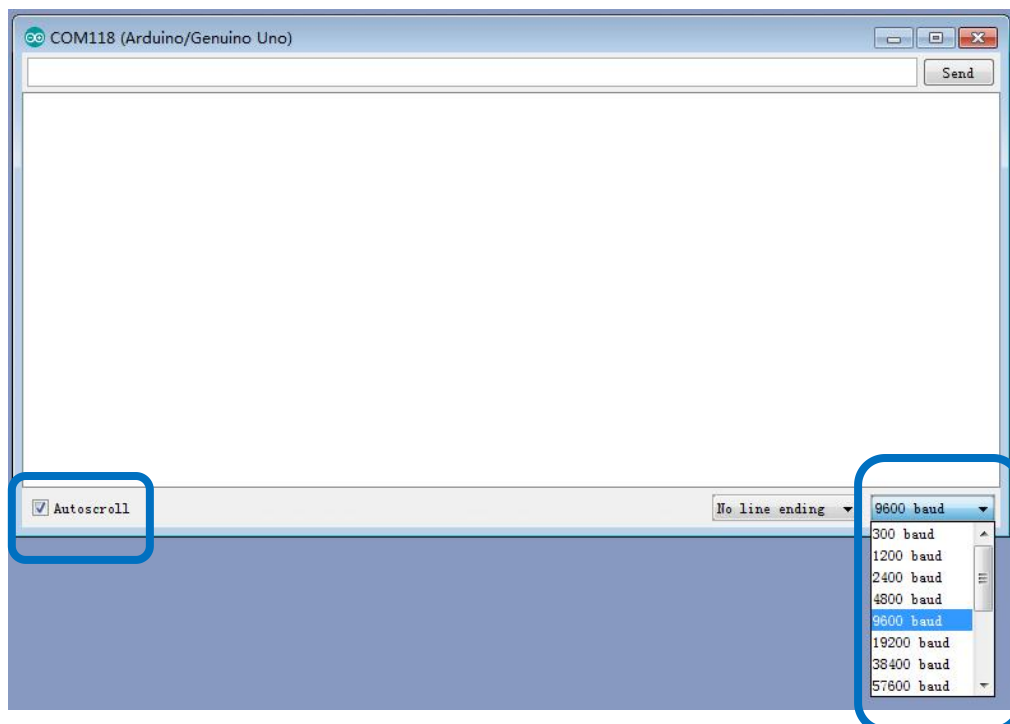 COM118 (Arduino/Genuino Uno)
Send
Autoscroll
No line ending
9600 baud
300 baud
1200 baud
2400 baud
4800 baud
9600 baud
19200 baud
38400 baud
57600 baud